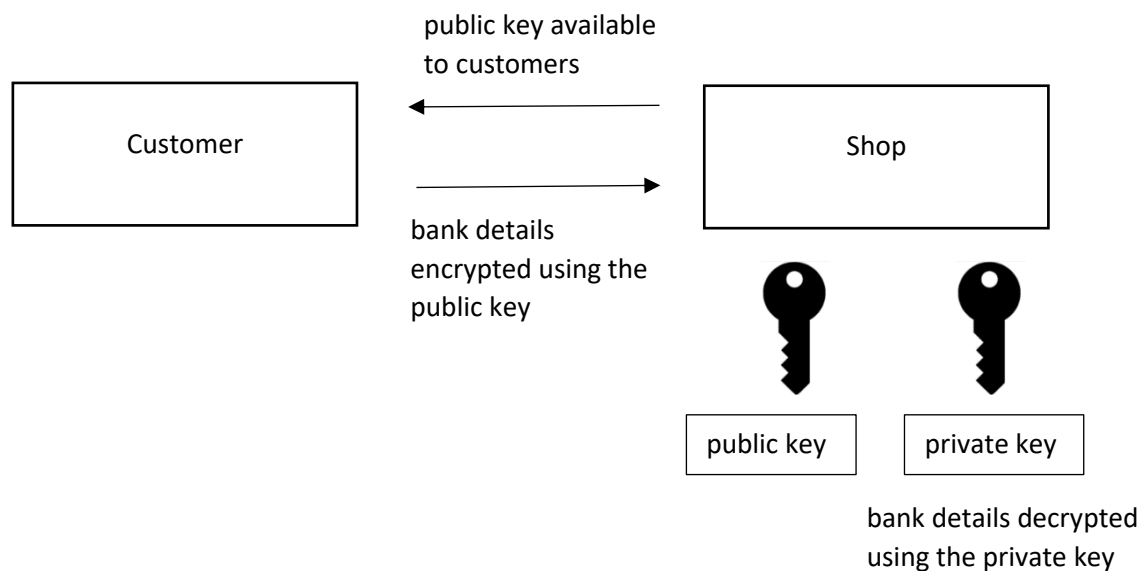 public key available
to customers
Customer
Shop
bank details
encrypted using the
public key
public key
private key
bank details decrypted
using the private key